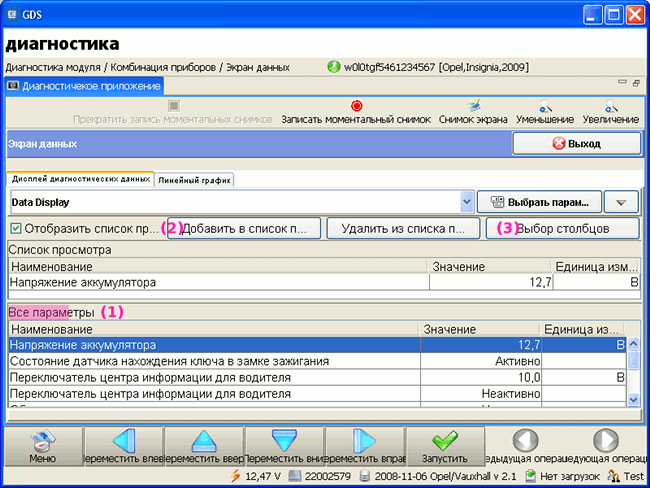 GDS
диагностика
Диагностика модуля / Комбинация приборов / Экран данных w0l0tgf5461234567 [Opel,Insignia,2009]
Диагностичекое приложение
Прекратить запись моментальных снимков Записать моментальный снимок Снимок экрана Уменьшение Увеличение
Экран данных Выход
Дисплей диагностических данных Линейный график
Data Display Выбрать парам...
Отобразить список пр... (2) Добавить в список п... Удалить из списка п... (3) Выбор столбцов
Список просмотра
Наименование Значение Единица изм...
Напряжение аккумулятора 12,7 В
Все параметры (1)
Наименование Значение Единица из...
Напряжение аккумулятора 12,7 В
Состояние датчика нахождения ключа в замке зажигания Активно
Переключатель центра информации для водителя 10,0 В
Переключатель центра информации для водителя Неактивно
Меню Переместить влев Переместить ввер Переместить вниз Переместить вправ Запустить едыдущая операц едующая операц
12,47 V 22002579 2008-11-06 Opel/Vauxhall v 2.1 Нет загрузок Test